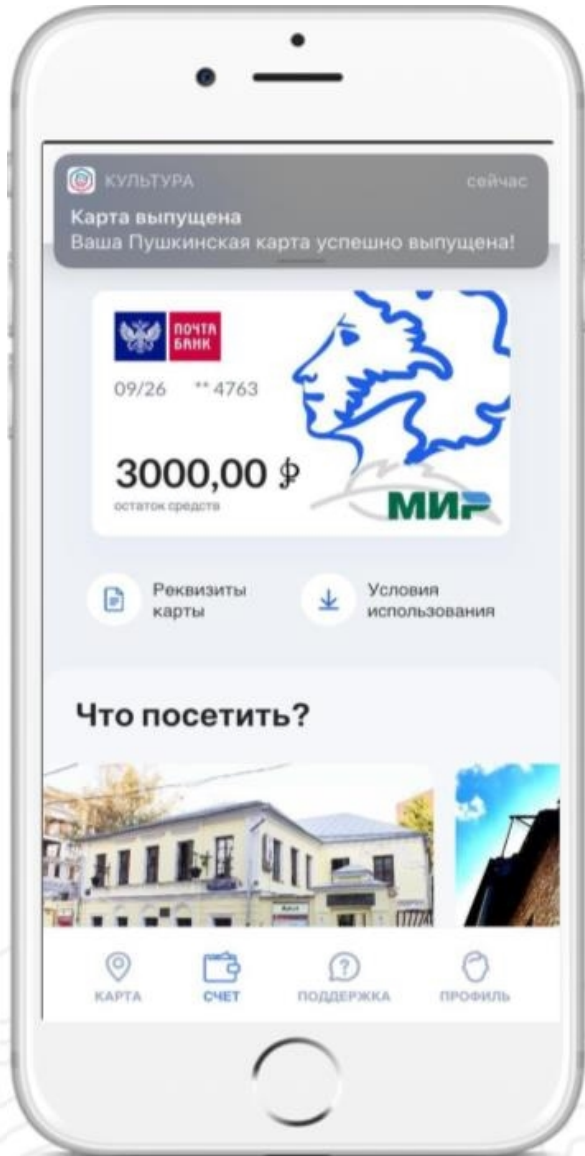 КУЛЬТУРА сейчас
Карта выпущена
Ваша Пушкинская карта успешно выпущена!
ПОЧТА
БАНК
09/26 ** 4763
3000,00 ₽
остаток средств
МИР
Реквизиты
карты
Условия
использования
Что посетить?
КАРТА СЧЕТ ПОДДЕРЖКА ПРОФИЛЬ